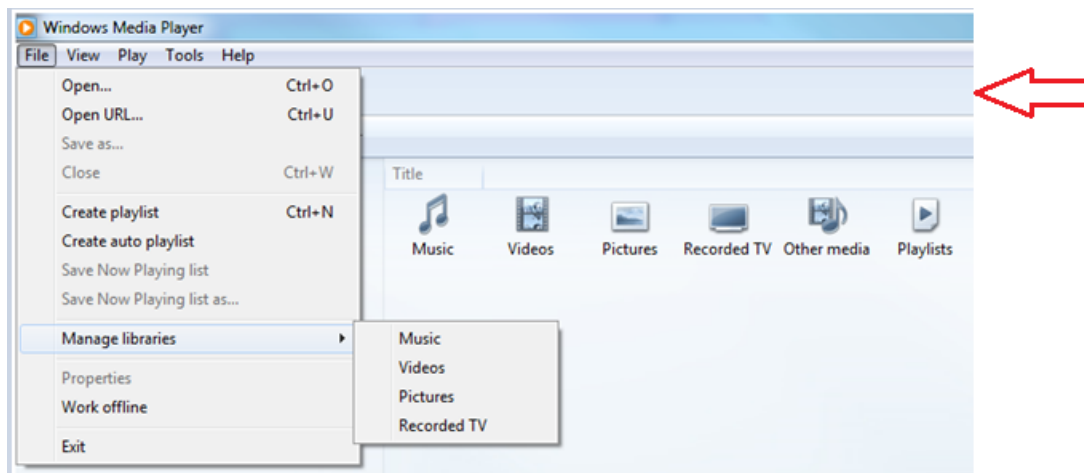 Windows Media Player
File View Play Tools Help
Open... Ctrl+O
Open URL... Ctrl+U
Save as...
Close Ctrl+W
Create playlist Ctrl+N
Create auto playlist
Save Now Playing list
Save Now Playing list as...
Manage libraries
Properties
Work offline
Exit
Music
Videos
Pictures
Recorded TV
Title
Music Videos Pictures Recorded TV Other media Playlists